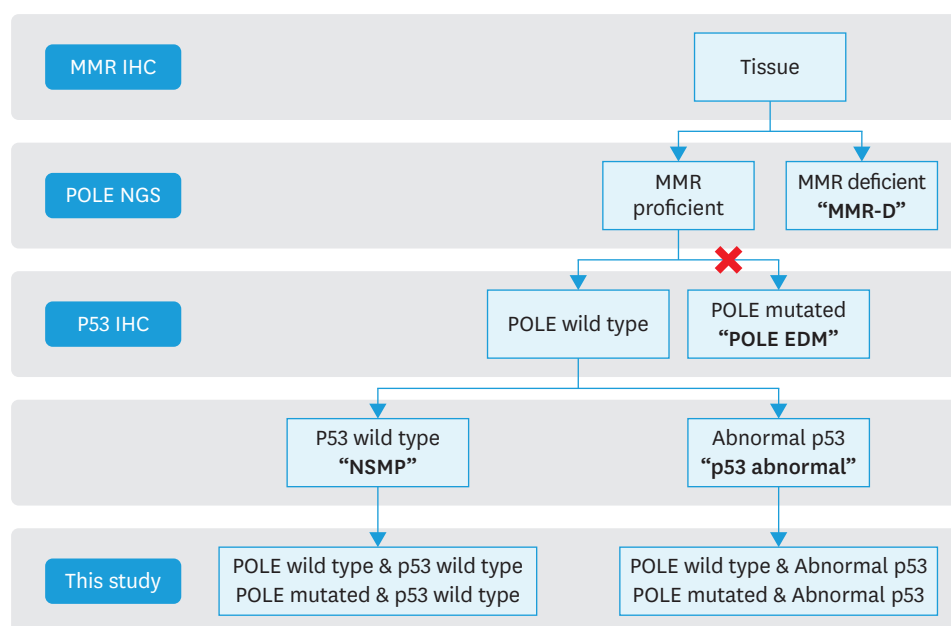 MMR IHC
Tissue
POLE NGS
MMR
proficient
MMR deficient
“MMR-D”
P53 IHC
POLE wild type
POLE mutated
“POLE EDM”
P53 wild type
“NSMP”
Abnormal p53
“p53 abnormal”
This study
POLE wild type & p53 wild type
POLE mutated & p53 wild type
POLE wild type & Abnormal p53
POLE mutated & Abnormal p53